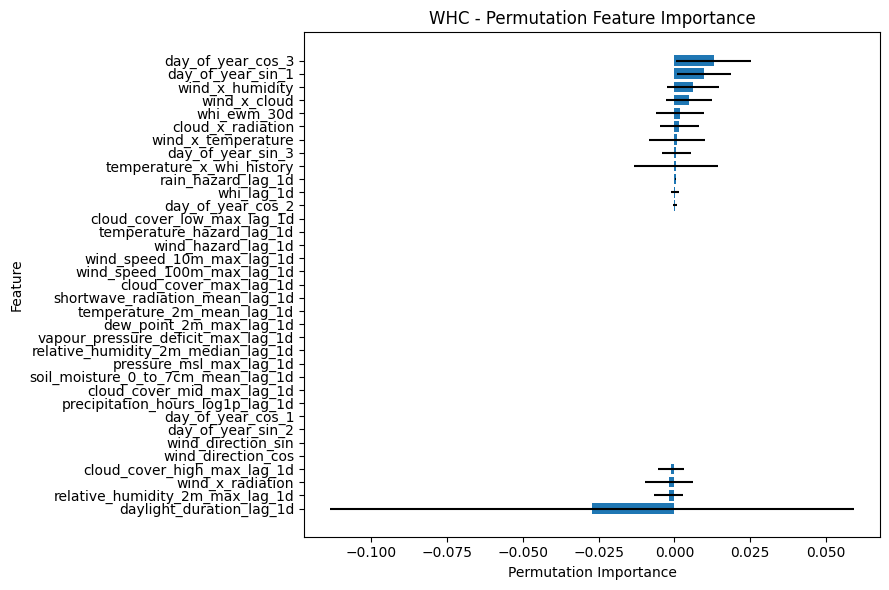 WHC - Permutation Feature Importance
day_of_year_cos_3
day_of_year_sin_1
wind_x_humidity
wind_x_cloud
whi_ewm_30d
cloud_x_radiation
wind_x_temperature
day_of_year_sin_3
temperature_x_whi_history
rain_hazard_lag_1d
whi_lag_1d
day_of_year_cos_2
cloud_cover_low_max_lag_1d
temperature_hazard_lag_1d
wind_hazard_lag_1d
wind_speed_10m_max_lag_1d
wind_speed_100m_max_lag_1d
cloud_cover_max_lag_1d
shortwave_radiation_mean_lag_1d
temperature_2m_mean_lag_1d
dew_point_2m_max_lag_1d
vapour_pressure_deficit_max_lag_1d
relative_humidity_2m_median_lag_1d
pressure_msl_max_lag_1d
soil_moisture_0_to_7cm_mean_lag_1d
cloud_cover_mid_max_lag_1d
precipitation_hours_log1p_lag_1d
day_of_year_cos_1
day_of_year_sin_2
wind_direction_sin
wind_direction_cos
cloud_cover_high_max_lag_1d
wind_x_radiation
relative_humidity_2m_max_lag_1d
daylight_duration_lag_1d
Feature
−0.100 −0.075 −0.050 −0.025 0.000 0.025 0.050
Permutation Importance